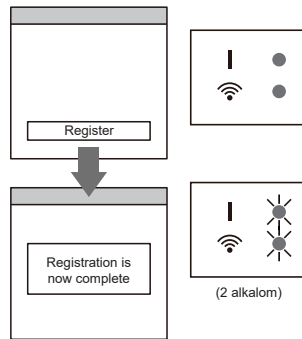 Register
Registration is
now complete
(2 alkalom)